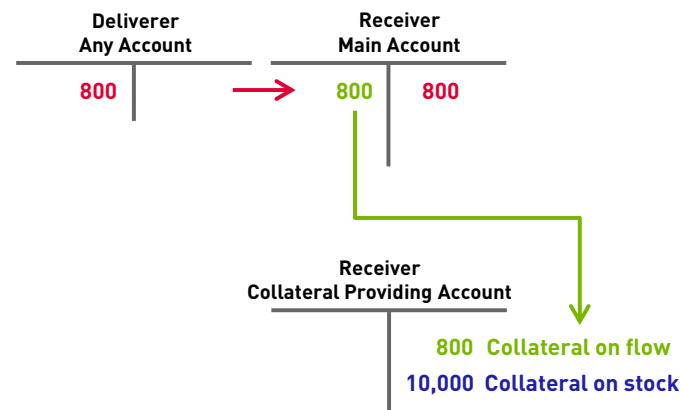 Deliverer
Any Account
Receiver
Main Account
800
800
800
Receiver
Collateral Providing Account
800 Collateral on flow
10,000 Collateral on stock